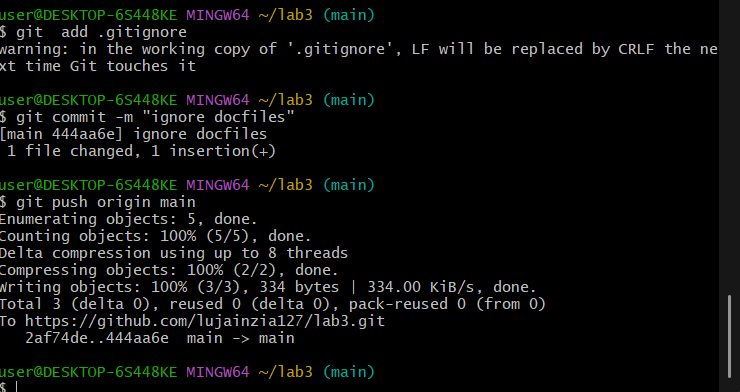 user@DESKTOP-6S448KE MINGW64 ~/lab3 (main)
$ git  add .gitignore
warning: in the working copy of '.gitignore', LF will be replaced by CRLF the ne
xt time Git touches it
user@DESKTOP-6S448KE MINGW64 ~/lab3 (main)
$ git commit -m "ignore docfiles"
[main 444aa6e] ignore docfiles
 1 file changed, 1 insertion(+)
user@DESKTOP-6S448KE MINGW64 ~/lab3 (main)
$ git push origin main
Enumerating objects: 5, done.
Counting objects: 100% (5/5), done.
Delta compression using up to 8 threads
Compressing objects: 100% (2/2), done.
Writing objects: 100% (3/3), 334 bytes | 334.00 KiB/s, done.
Total 3 (delta 0), reused 0 (delta 0), pack-reused 0 (from 0)
To https://github.com/lujainzia127/lab3.git
   2af74de..444aa6e  main -> main
user@DESKTOP-6S448KE MINGW64 ~/lab3 (main)
$